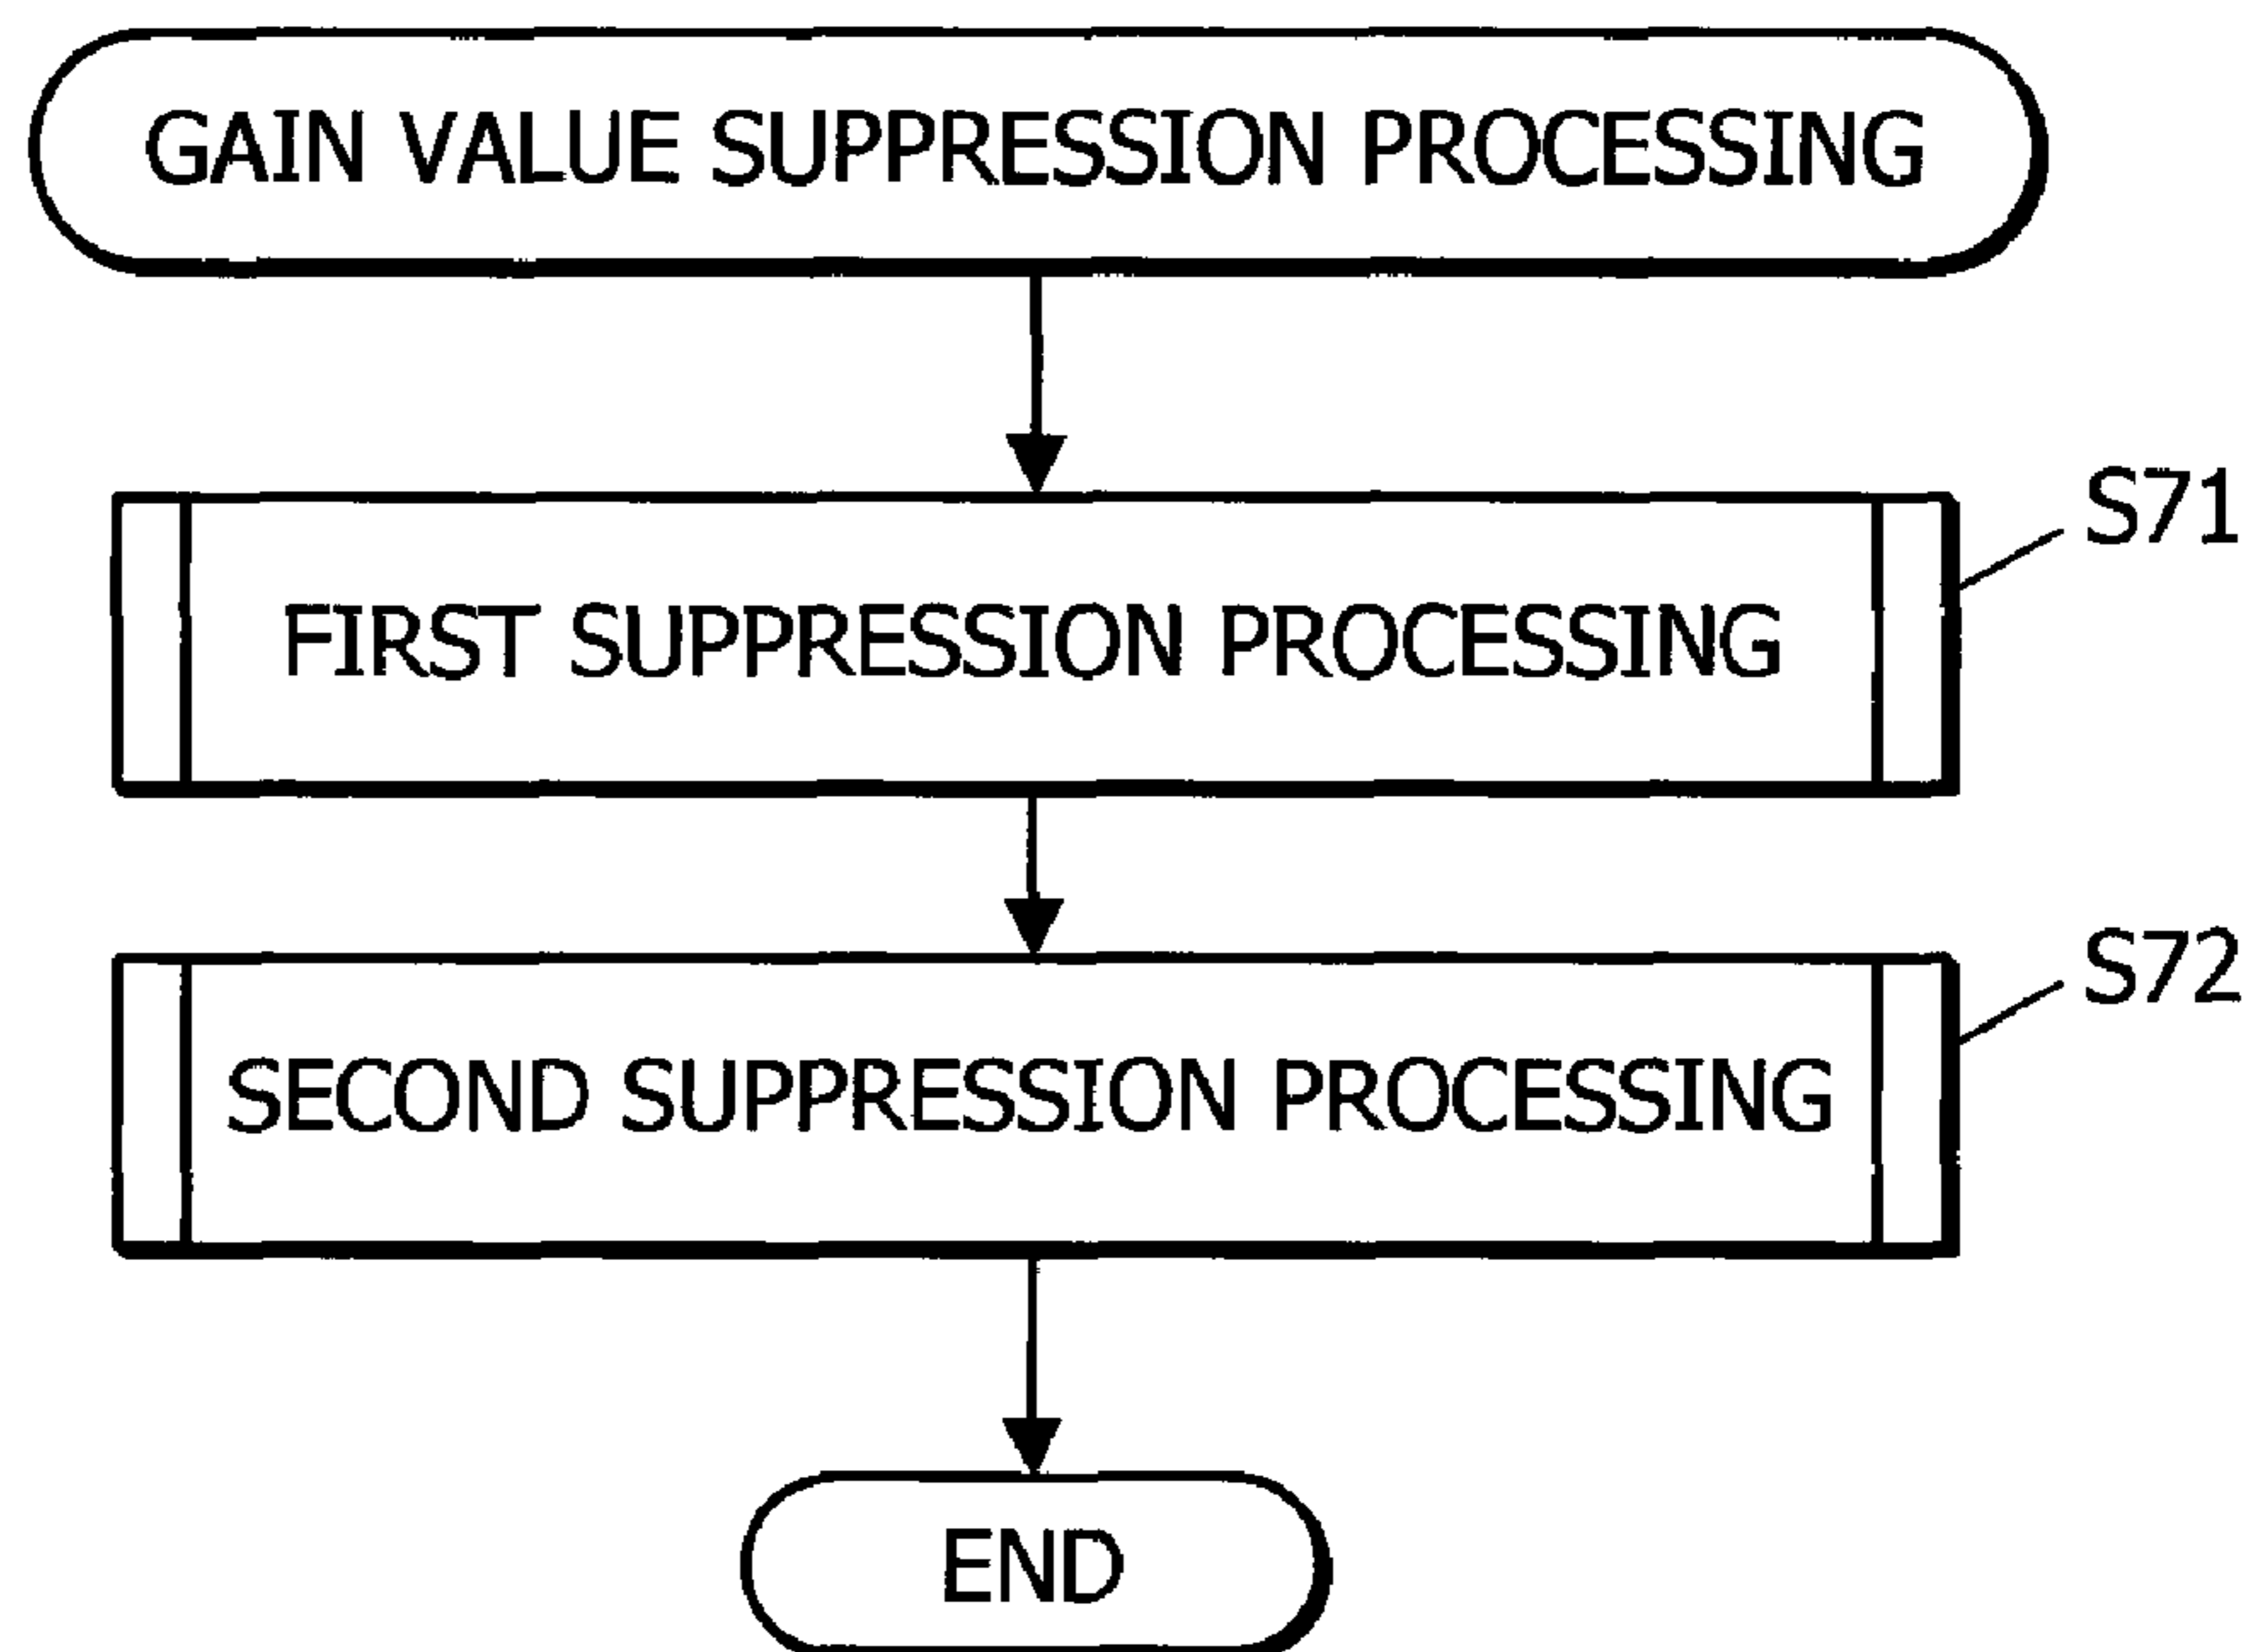 GAIN VALUE SUPPRESSION PROCESSING
S71
FIRST SUPPRESSION PROCESSING
S72
SECOND SUPPRESSION PROCESSING
END